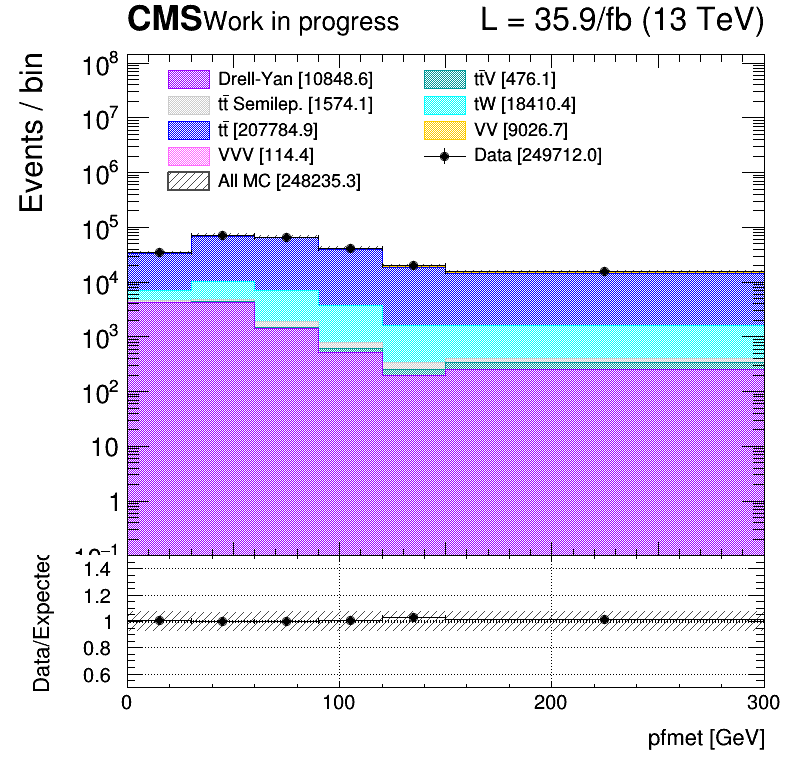 CMS Work in progress L = 35.9/fb (13 TeV)
Events / bin
Drell-Yan [10848.6] tt̄V [476.1]
tt̄ Semilep. [1574.1] tW [18410.4]
tt̄ [207784.9] VV [9026.7]
VVV [114.4] Data [249712.0]
All MC [248235.3]
10⁸
10⁷
10⁶
10⁵
10⁴
10³
10²
10
1
10⁻¹
Data/Expected
1.4
1.2
1
0.8
0.6
0 100 200 300
pfmet [GeV]